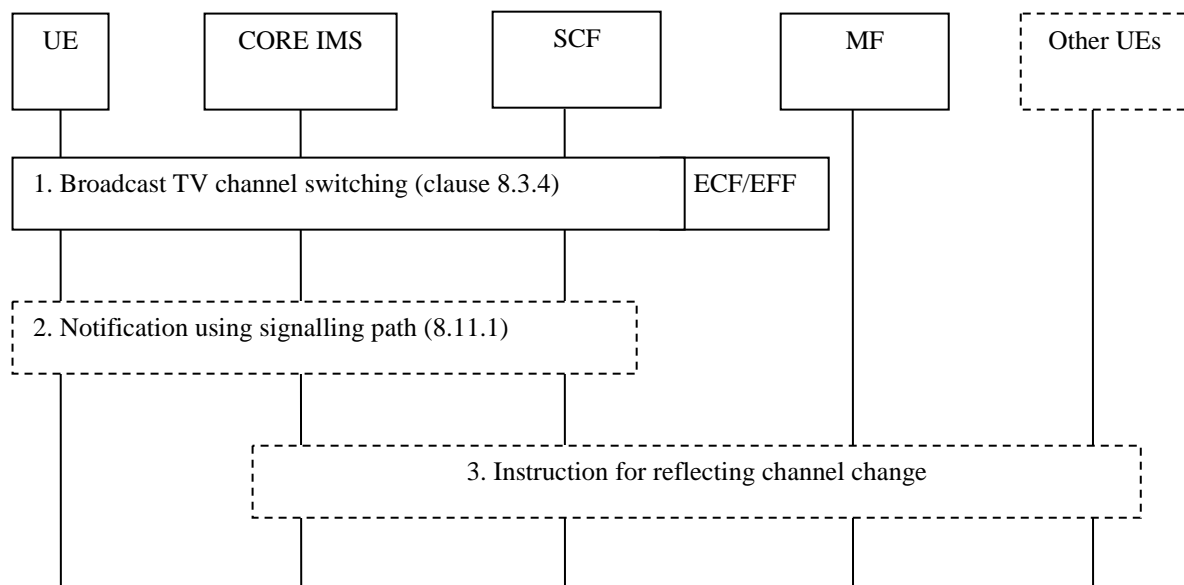 UE
CORE IMS
SCF
MF
Other UEs
1. Broadcast TV channel switching (clause 8.3.4)
ECF/EFF
2. Notification using signalling path (8.11.1)
3. Instruction for reflecting channel change